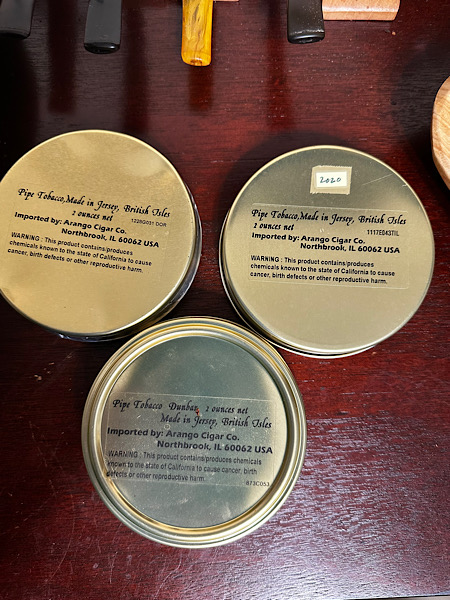 Pipe Tobacco,Made in Jersey, British Isles
2 ounces net
1228G031 DOR
Imported by: Arango Cigar Co.
Northbrook, IL 60062 USA
WARNING : This product contains/produces
chemicals known to the state of California to cause
cancer, birth defects or other reproductive harm.
2020
Pipe Tobacco,Made in Jersey, British Isles
2 ounces net
1117E043TIL
Imported by: Arango Cigar Co.
Northbrook, IL 60062 USA
WARNING : This product contains/produces
chemicals known to the state of California to cause
cancer, birth defects or other reproductive harm.
Pipe Tobacco Dunbar, 2 ounces net
Made in Jersey, British Isles
Imported by: Arango Cigar Co.
Northbrook, IL 60062 USA
WARNING : This product contains/produces chemicals
known to the state of California to cause cancer, birth
defects or other reproductive harm.
873C053